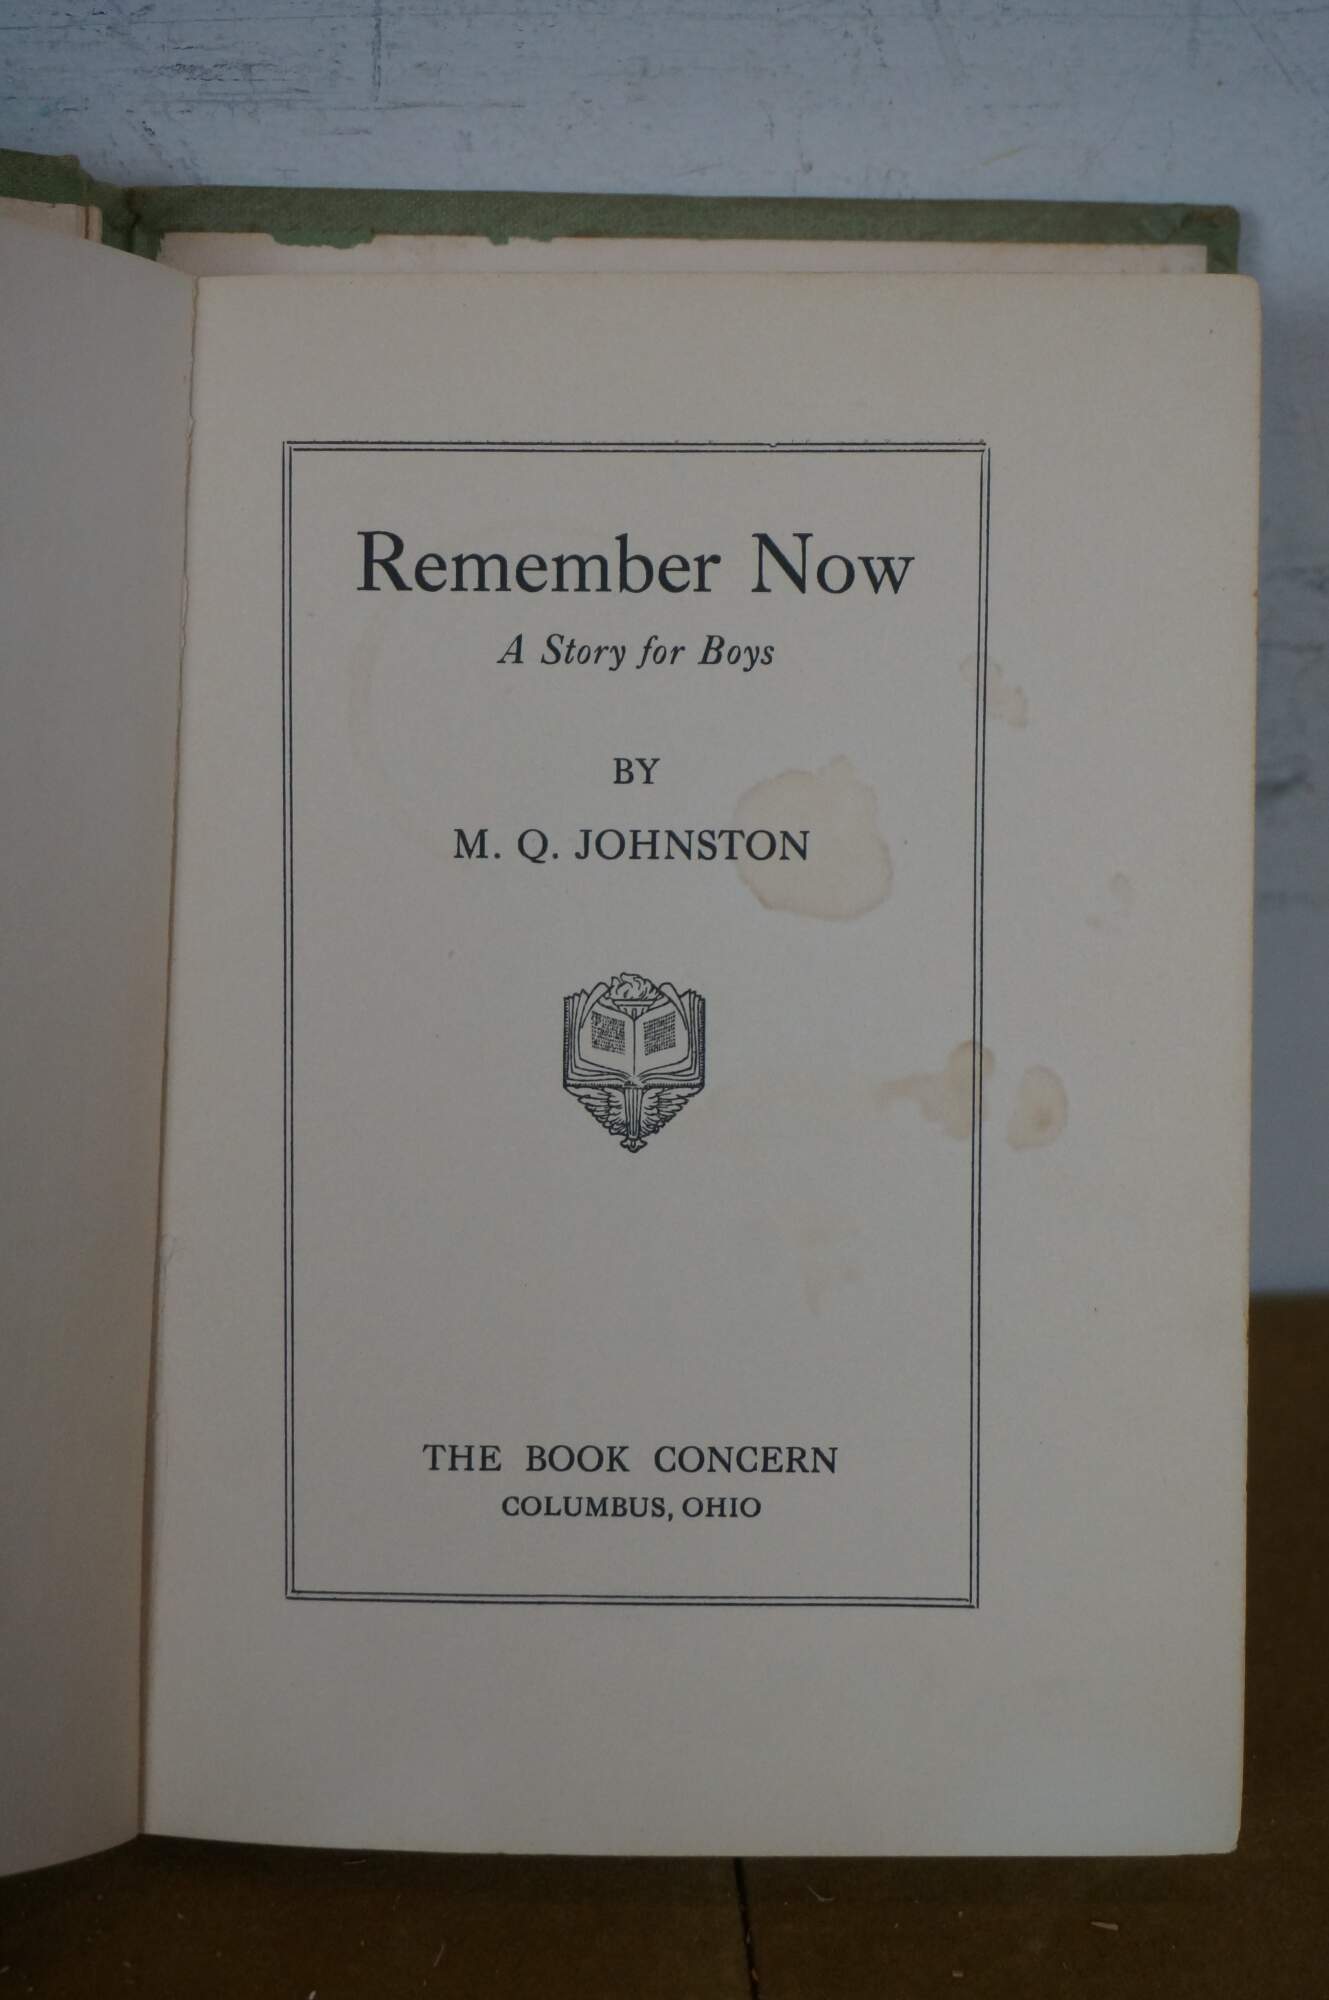 Remember Now
A Story for Boys
BY
M. Q. JOHNSTON
THE BOOK CONCERN
COLUMBUS, OHIO